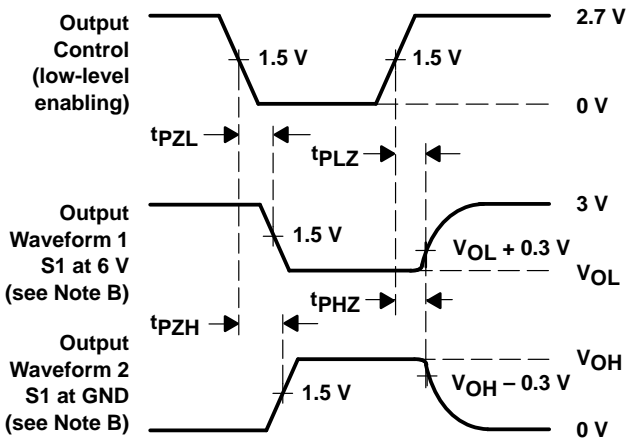 Output
Control
(low-level
enabling)
1.5 V
1.5 V
2.7 V
0 V
tPZL
tPLZ
Output
Waveform 1
S1 at 6 V
(see Note B)
1.5 V
3 V
VOL + 0.3 V
VOL
tPZH
tPHZ
Output
Waveform 2
S1 at GND
(see Note B)
1.5 V
VOH
VOH − 0.3 V
0 V